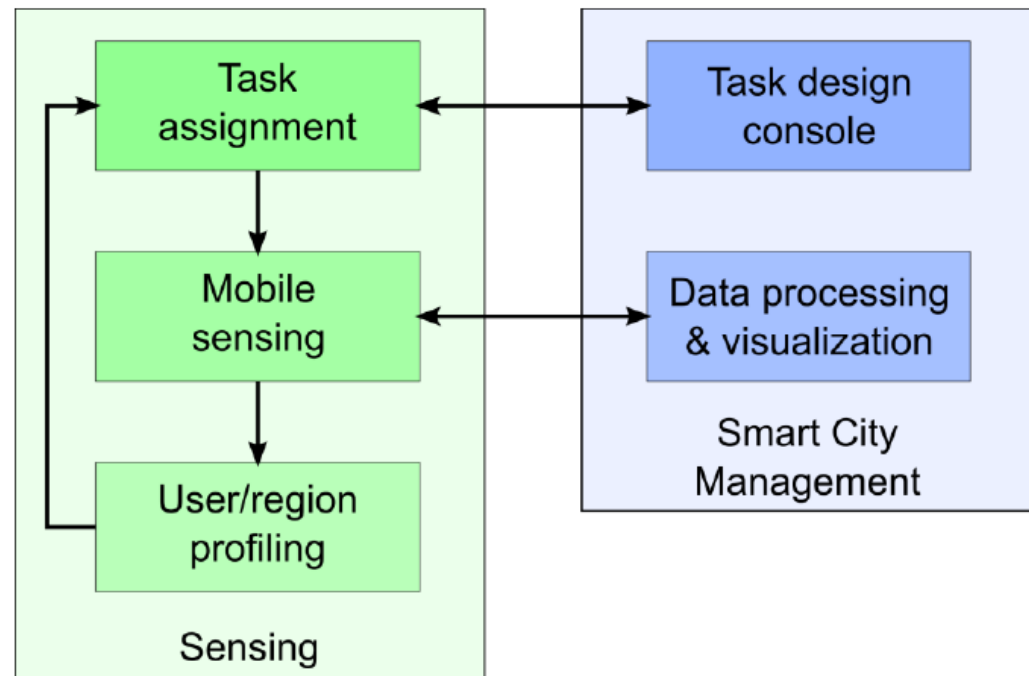 Task
assignment
Task design
console
Mobile
sensing
Data processing
& visualization
User/region
profiling
Smart City
Management
Sensing